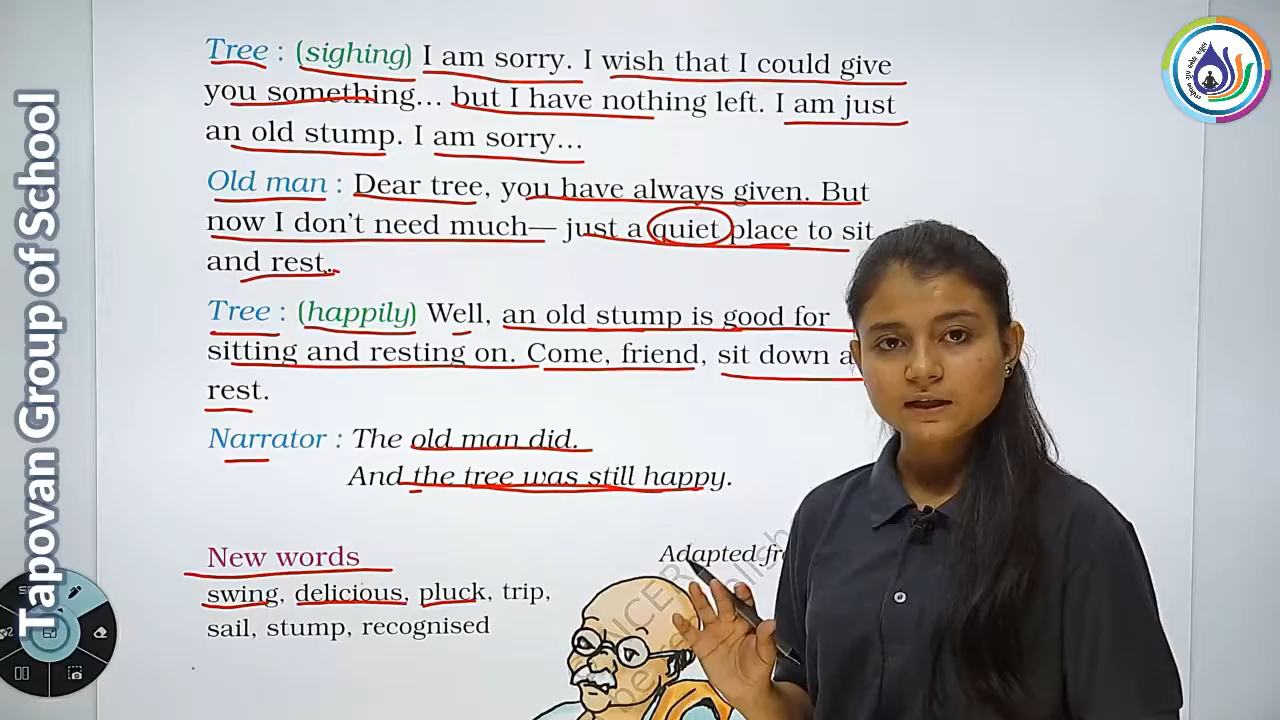 Tree : (sighing) I am sorry. I wish that I could give
you something... but I have nothing left. I am just
an old stump. I am sorry...
Old man : Dear tree, you have always given. But
now I don't need much— just a quiet place to sit
and rest.
Tree : (happily) Well, an old stump is good for
sitting and resting on. Come, friend, sit down a
rest.
Narrator : The old man did.
And the tree was still happy.
New words
swing, delicious, pluck, trip,
sail, stump, recognised
Adapted fr
Tapovan Group of School